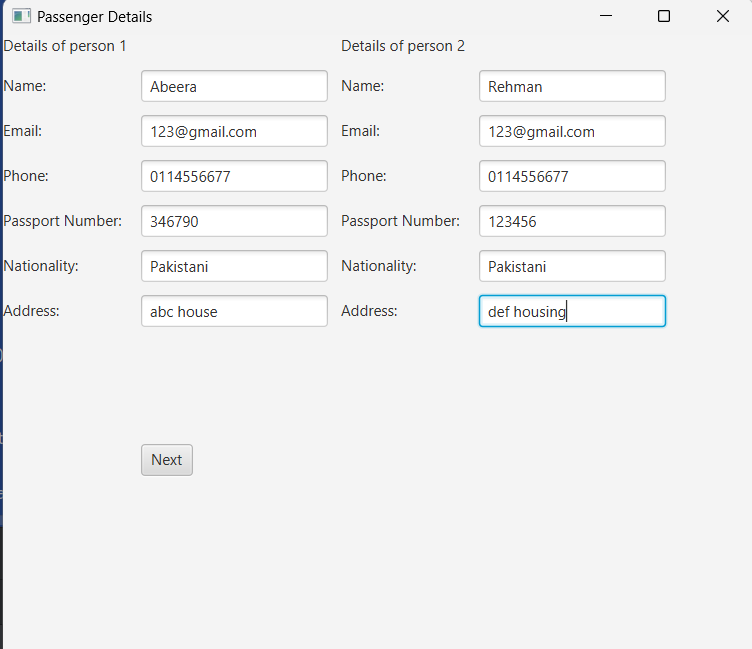 Passenger Details
Details of person 1 Details of person 2
Name: Abeera Name: Rehman
Email: 123@gmail.com Email: 123@gmail.com
Phone: 0114556677 Phone: 0114556677
Passport Number: 346790 Passport Number: 123456
Nationality: Pakistani Nationality: Pakistani
Address: abc house Address: def housing
Next